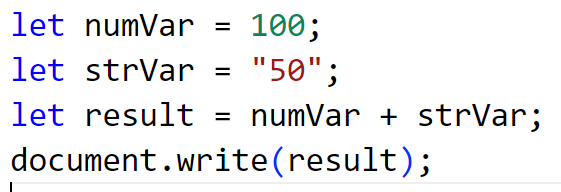 let numVar = 100;
let strVar = "50";
let result = numVar + strVar;
document.write(result);